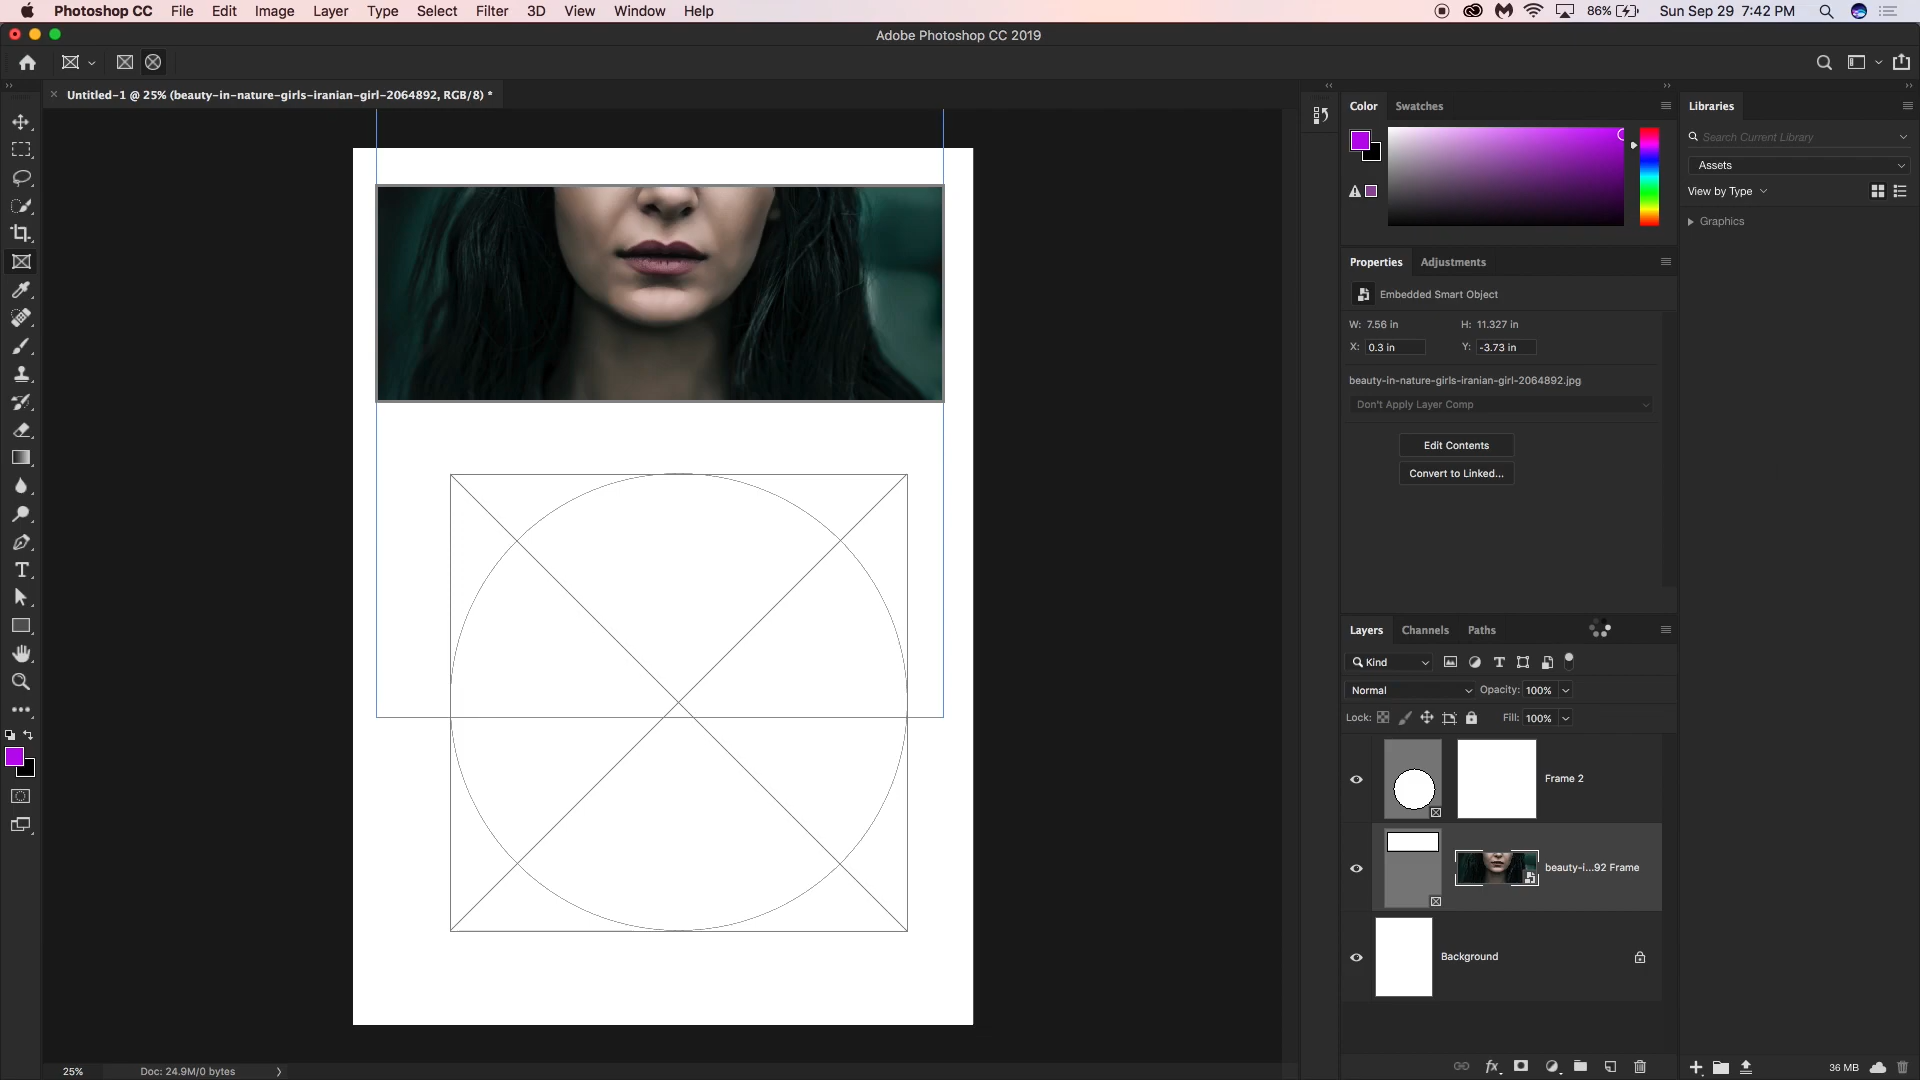 Photoshop CC File Edit Image Layer Type Select Filter 3D View Window Help 86% Sun Sep 29 7:42 PM
Adobe Photoshop CC 2019
× Untitled-1 @ 25% (beauty-in-nature-girls-iranian-girl-2064892, RGB/8) *
Color Swatches
Libraries
Search Current Library
Assets
View by Type
Graphics
Properties Adjustments
Embedded Smart Object
W: 7.56 in H: 11.327 in
X: 0.3 in Y: -3.73 in
beauty-in-nature-girls-iranian-girl-2064892.jpg
Don't Apply Layer Comp
Edit Contents
Convert to Linked...
Layers Channels Paths
Kind
Normal Opacity: 100%
Lock: Fill: 100%
Frame 2
beauty-i...92 Frame
Background
25% Doc: 24.9M/0 bytes
fx
36 MB